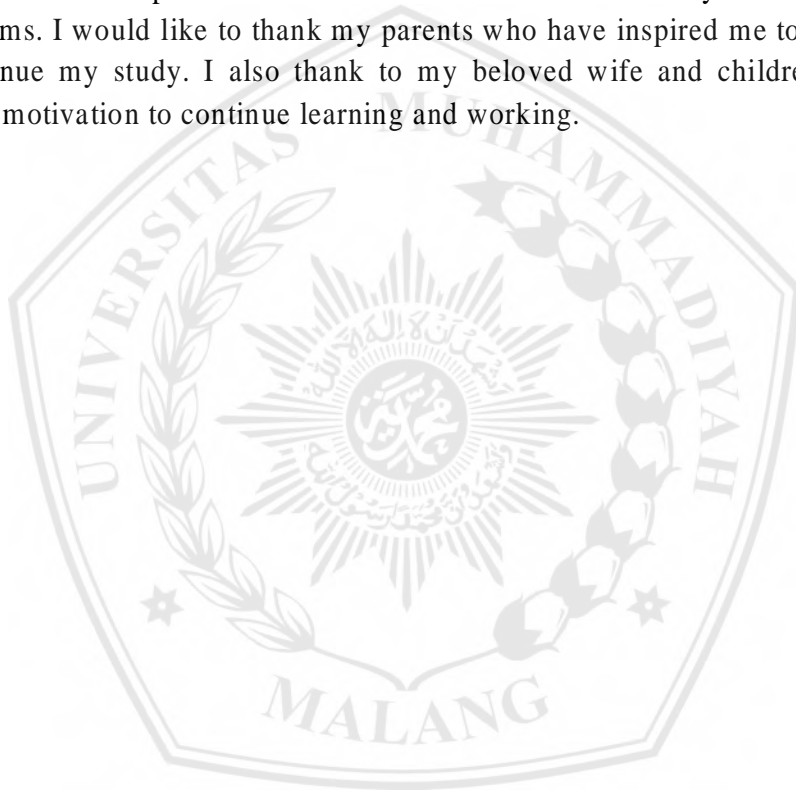 ms. I would like to thank my parents who have inspired me to
nue my study. I also thank to my beloved wife and childre
motivation to continue learning and working.
UNIVERSITAS MUHAMMADIYAH
MALANG